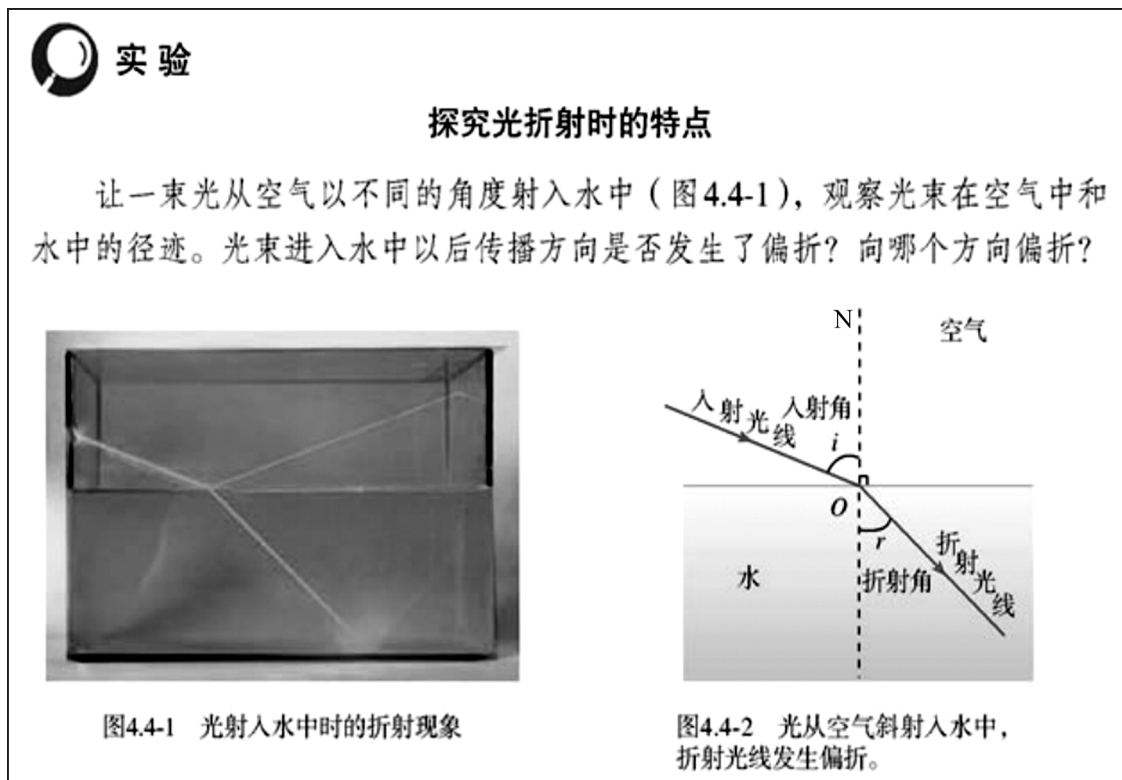 实验
探究光折射时的特点
让一束光从空气以不同的角度射入水中（图4.4-1），观察光束在空气中和
水中的径迹。光束进入水中以后传播方向是否发生了偏折？向哪个方向偏折？
N
空气
入射光线
入射角
i
O
r
水
折射角
折射光线
图4.4-1 光射入水中时的折射现象
图4.4-2 光从空气斜射入水中，
折射光线发生偏折。